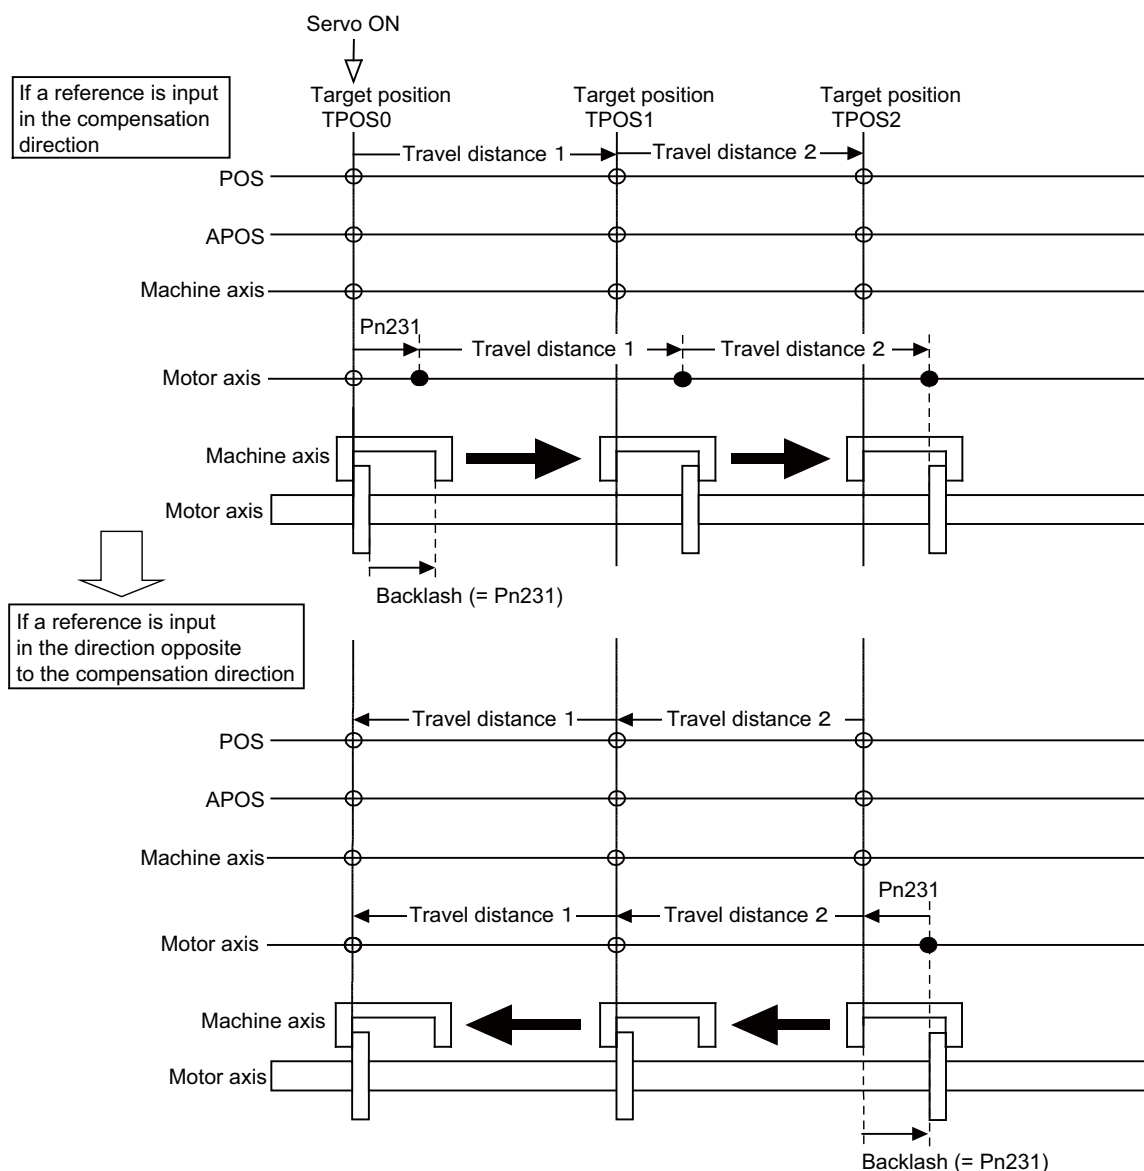 Servo ON
If a reference is input
in the compensation
direction
Target position
TPOS0
Target position
TPOS1
Target position
TPOS2
Travel distance 1
Travel distance 2
POS
APOS
Machine axis
Pn231
Travel distance 1
Travel distance 2
Motor axis
Machine axis
Motor axis
Backlash (= Pn231)
If a reference is input
in the direction opposite
to the compensation direction
Travel distance 1
Travel distance 2
POS
APOS
Machine axis
Pn231
Travel distance 1
Travel distance 2
Motor axis
Machine axis
Motor axis
Backlash (= Pn231)